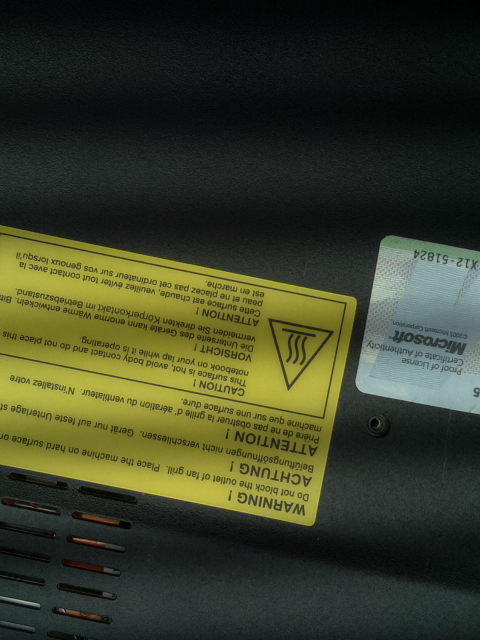 WARNING !
Do not block the outlet of fan grill. Place the machine on hard surface or
ACHTUNG !
Belüftungsöffnungen nicht verschliessen. Gerät nur auf feste Unterlage
ATTENTION !
Prière de ne pas obstruer la grille d' aération du ventilateur. N'installez votre
machine que sur une surface dure.
CAUTION !
This surface is hot, avoid body contact and do not place this
notebook on your lap while it is operating.
VORSICHT !
Die Unterseite des Geräts kann enorme Wärme entwickeln. Bitte
vermeiden Sie direkten Körperkontakt im Betriebszustand.
ATTENTION !
Cette surface est chaude, veuillez éviter tout contact avec la
peau et ne placez pas cet ordinateur sur vos genoux lorsqu'il
est en marche.
Proof of License
Certificate of Authenticity
Microsoft
©2005 Microsoft Corporation
X12-51824